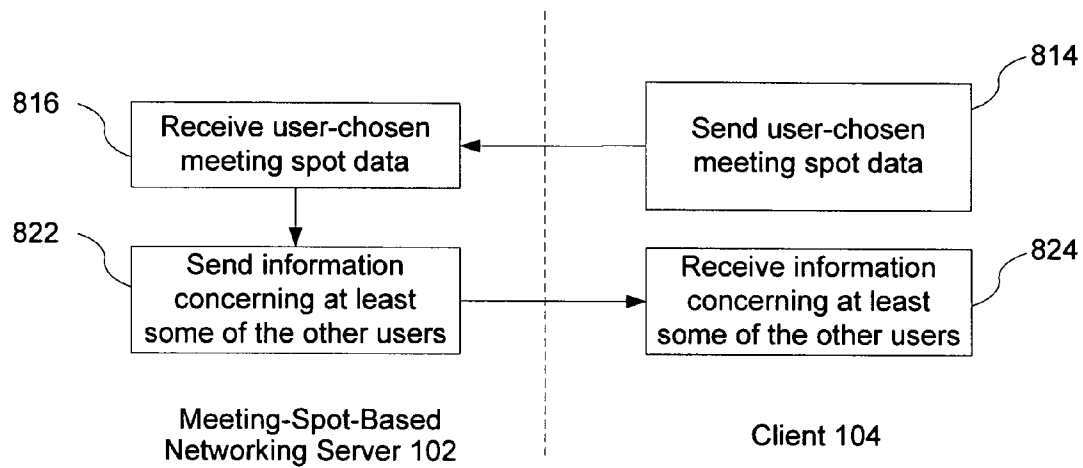 814
816
Receive user-chosen
meeting spot data
Send user-chosen
meeting spot data
822
Send information
concerning at least
some of the other users
824
Receive information
concerning at least
some of the other users
Meeting-Spot-Based
Networking Server 102
Client 104